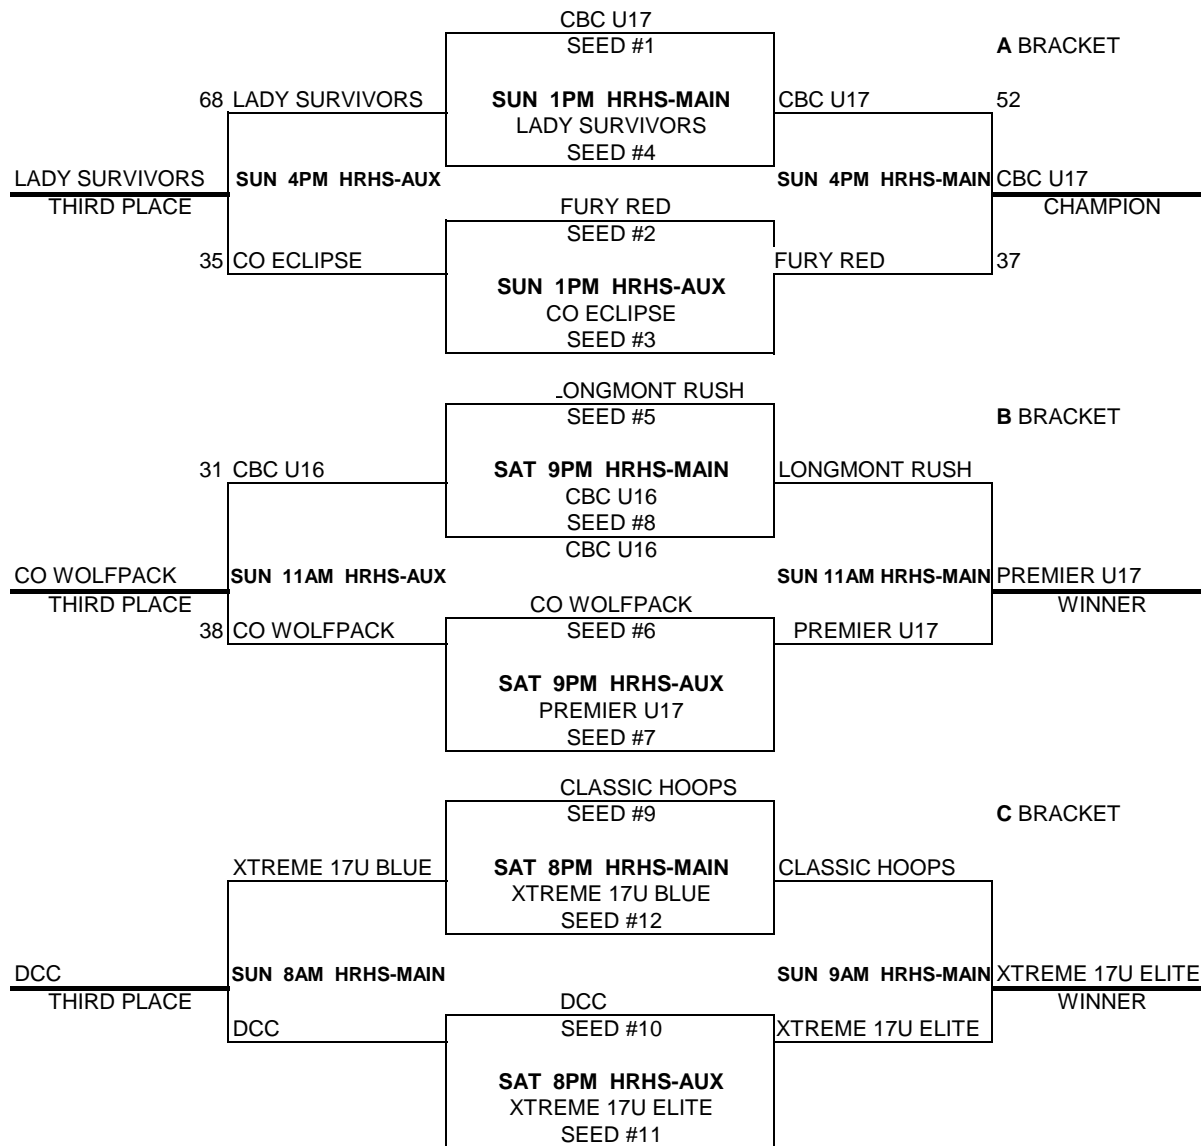 CBC U17
SEED #1 A BRACKET
68 LADY SURVIVORS SUN 1PM HRHS-MAIN CBC U17 52
LADY SURVIVORS
SEED #4
LADY SURVIVORS SUN 4PM HRHS-AUX SUN 4PM HRHS-MAIN CBC U17
THIRD PLACE FURY RED CHAMPION
SEED #2
35 CO ECLIPSE FURY RED 37
SUN 1PM HRHS-AUX
CO ECLIPSE
SEED #3
LONGMONT RUSH
SEED #5 B BRACKET
31 CBC U16 SAT 9PM HRHS-MAIN LONGMONT RUSH
CBC U16
SEED #8
CBC U16
CO WOLFPACK SUN 11AM HRHS-AUX SUN 11AM HRHS-MAIN PREMIER U17
THIRD PLACE CO WOLFPACK WINNER
38 CO WOLFPACK SEED #6 PREMIER U17
SAT 9PM HRHS-AUX
PREMIER U17
SEED #7
CLASSIC HOOPS
SEED #9 C BRACKET
XTREME 17U BLUE SAT 8PM HRHS-MAIN CLASSIC HOOPS
XTREME 17U BLUE
SEED #12
DCC SUN 8AM HRHS-MAIN SUN 9AM HRHS-MAIN XTREME 17U ELITE
THIRD PLACE DCC WINNER
DCC SEED #10 XTREME 17U ELITE
SAT 8PM HRHS-AUX
XTREME 17U ELITE
SEED #11